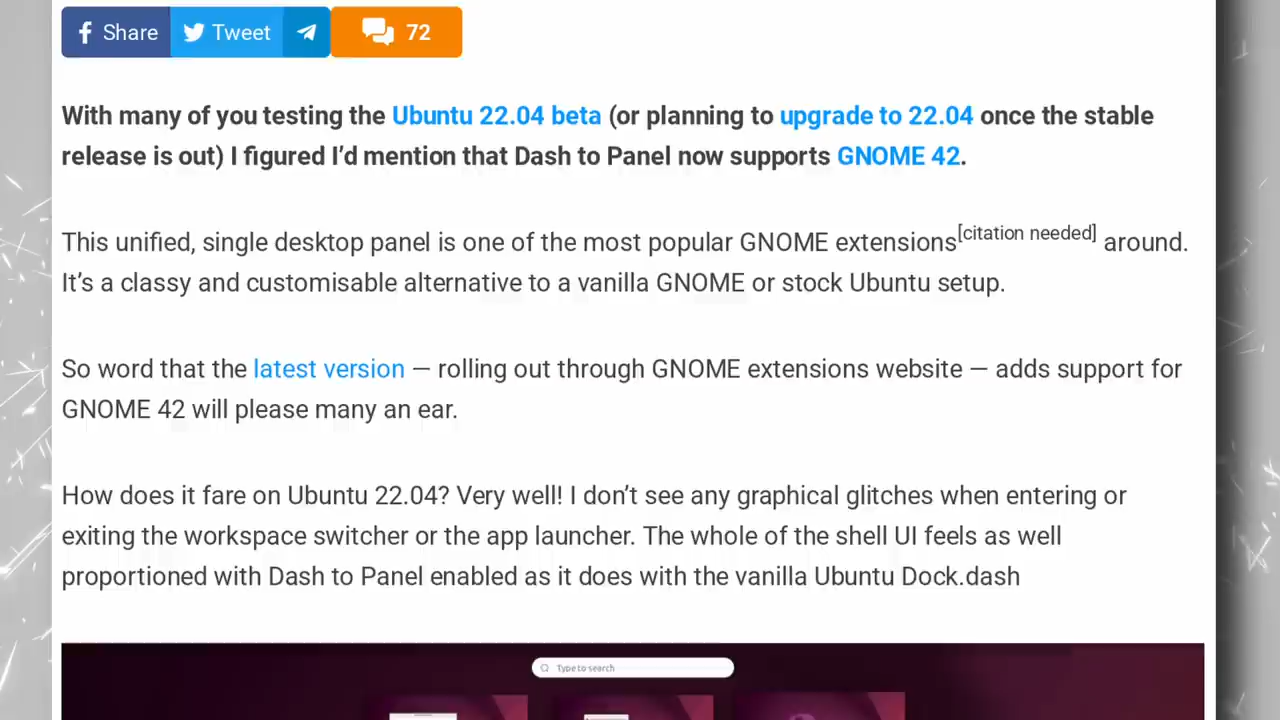 Share Tweet 72
With many of you testing the Ubuntu 22.04 beta (or planning to upgrade to 22.04 once the stable
release is out) I figured I’d mention that Dash to Panel now supports GNOME 42.
This unified, single desktop panel is one of the most popular GNOME extensions[citation needed] around.
It’s a classy and customisable alternative to a vanilla GNOME or stock Ubuntu setup.
So word that the latest version — rolling out through GNOME extensions website — adds support for
GNOME 42 will please many an ear.
How does it fare on Ubuntu 22.04? Very well! I don’t see any graphical glitches when entering or
exiting the workspace switcher or the app launcher. The whole of the shell UI feels as well
proportioned with Dash to Panel enabled as it does with the vanilla Ubuntu Dock.dash
Type to search